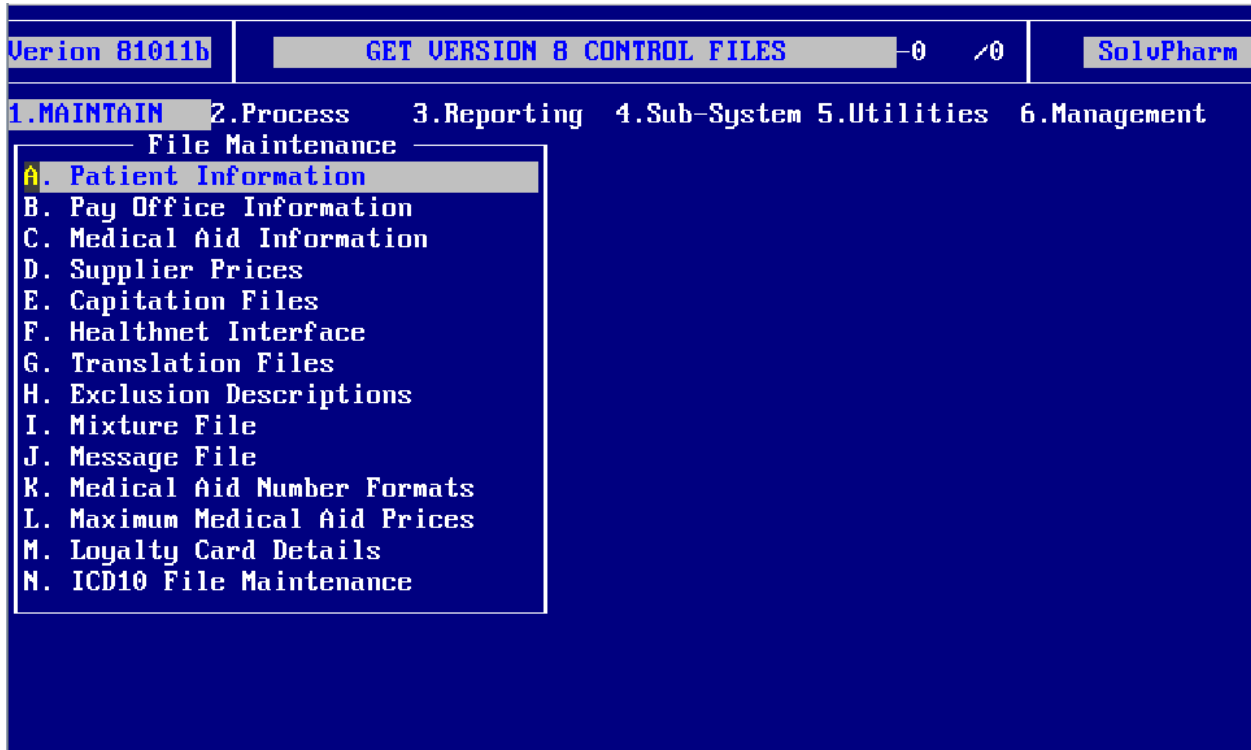 Verion 81011b GET VERSION 8 CONTROL FILES -0 /0 SolvPharm
1.MAINTAIN 2.Process 3.Reporting 4.Sub-System 5.Utilities 6.Management
File Maintenance
A. Patient Information
B. Pay Office Information
C. Medical Aid Information
D. Supplier Prices
E. Capitation Files
F. Healthnet Interface
G. Translation Files
H. Exclusion Descriptions
I. Mixture File
J. Message File
K. Medical Aid Number Formats
L. Maximum Medical Aid Prices
M. Loyalty Card Details
N. ICD10 File Maintenance